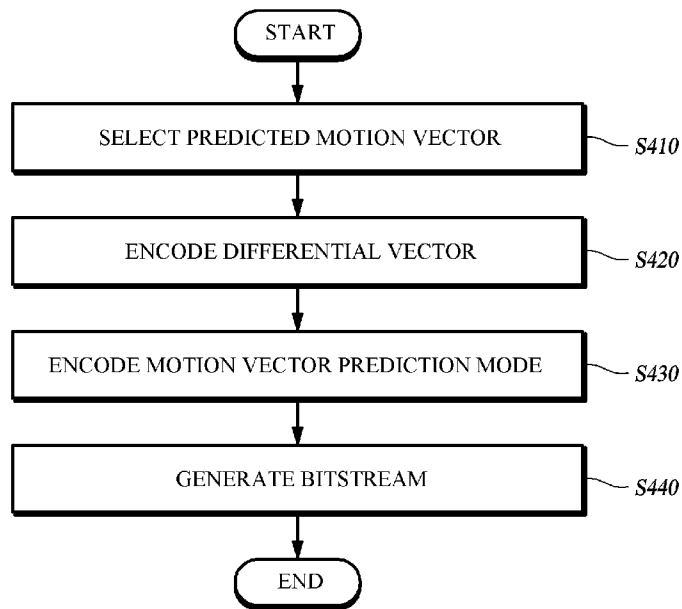 START
SELECT PREDICTED MOTION VECTOR
S410
ENCODE DIFFERENTIAL VECTOR
S420
ENCODE MOTION VECTOR PREDICTION MODE
S430
GENERATE BITSTREAM
S440
END